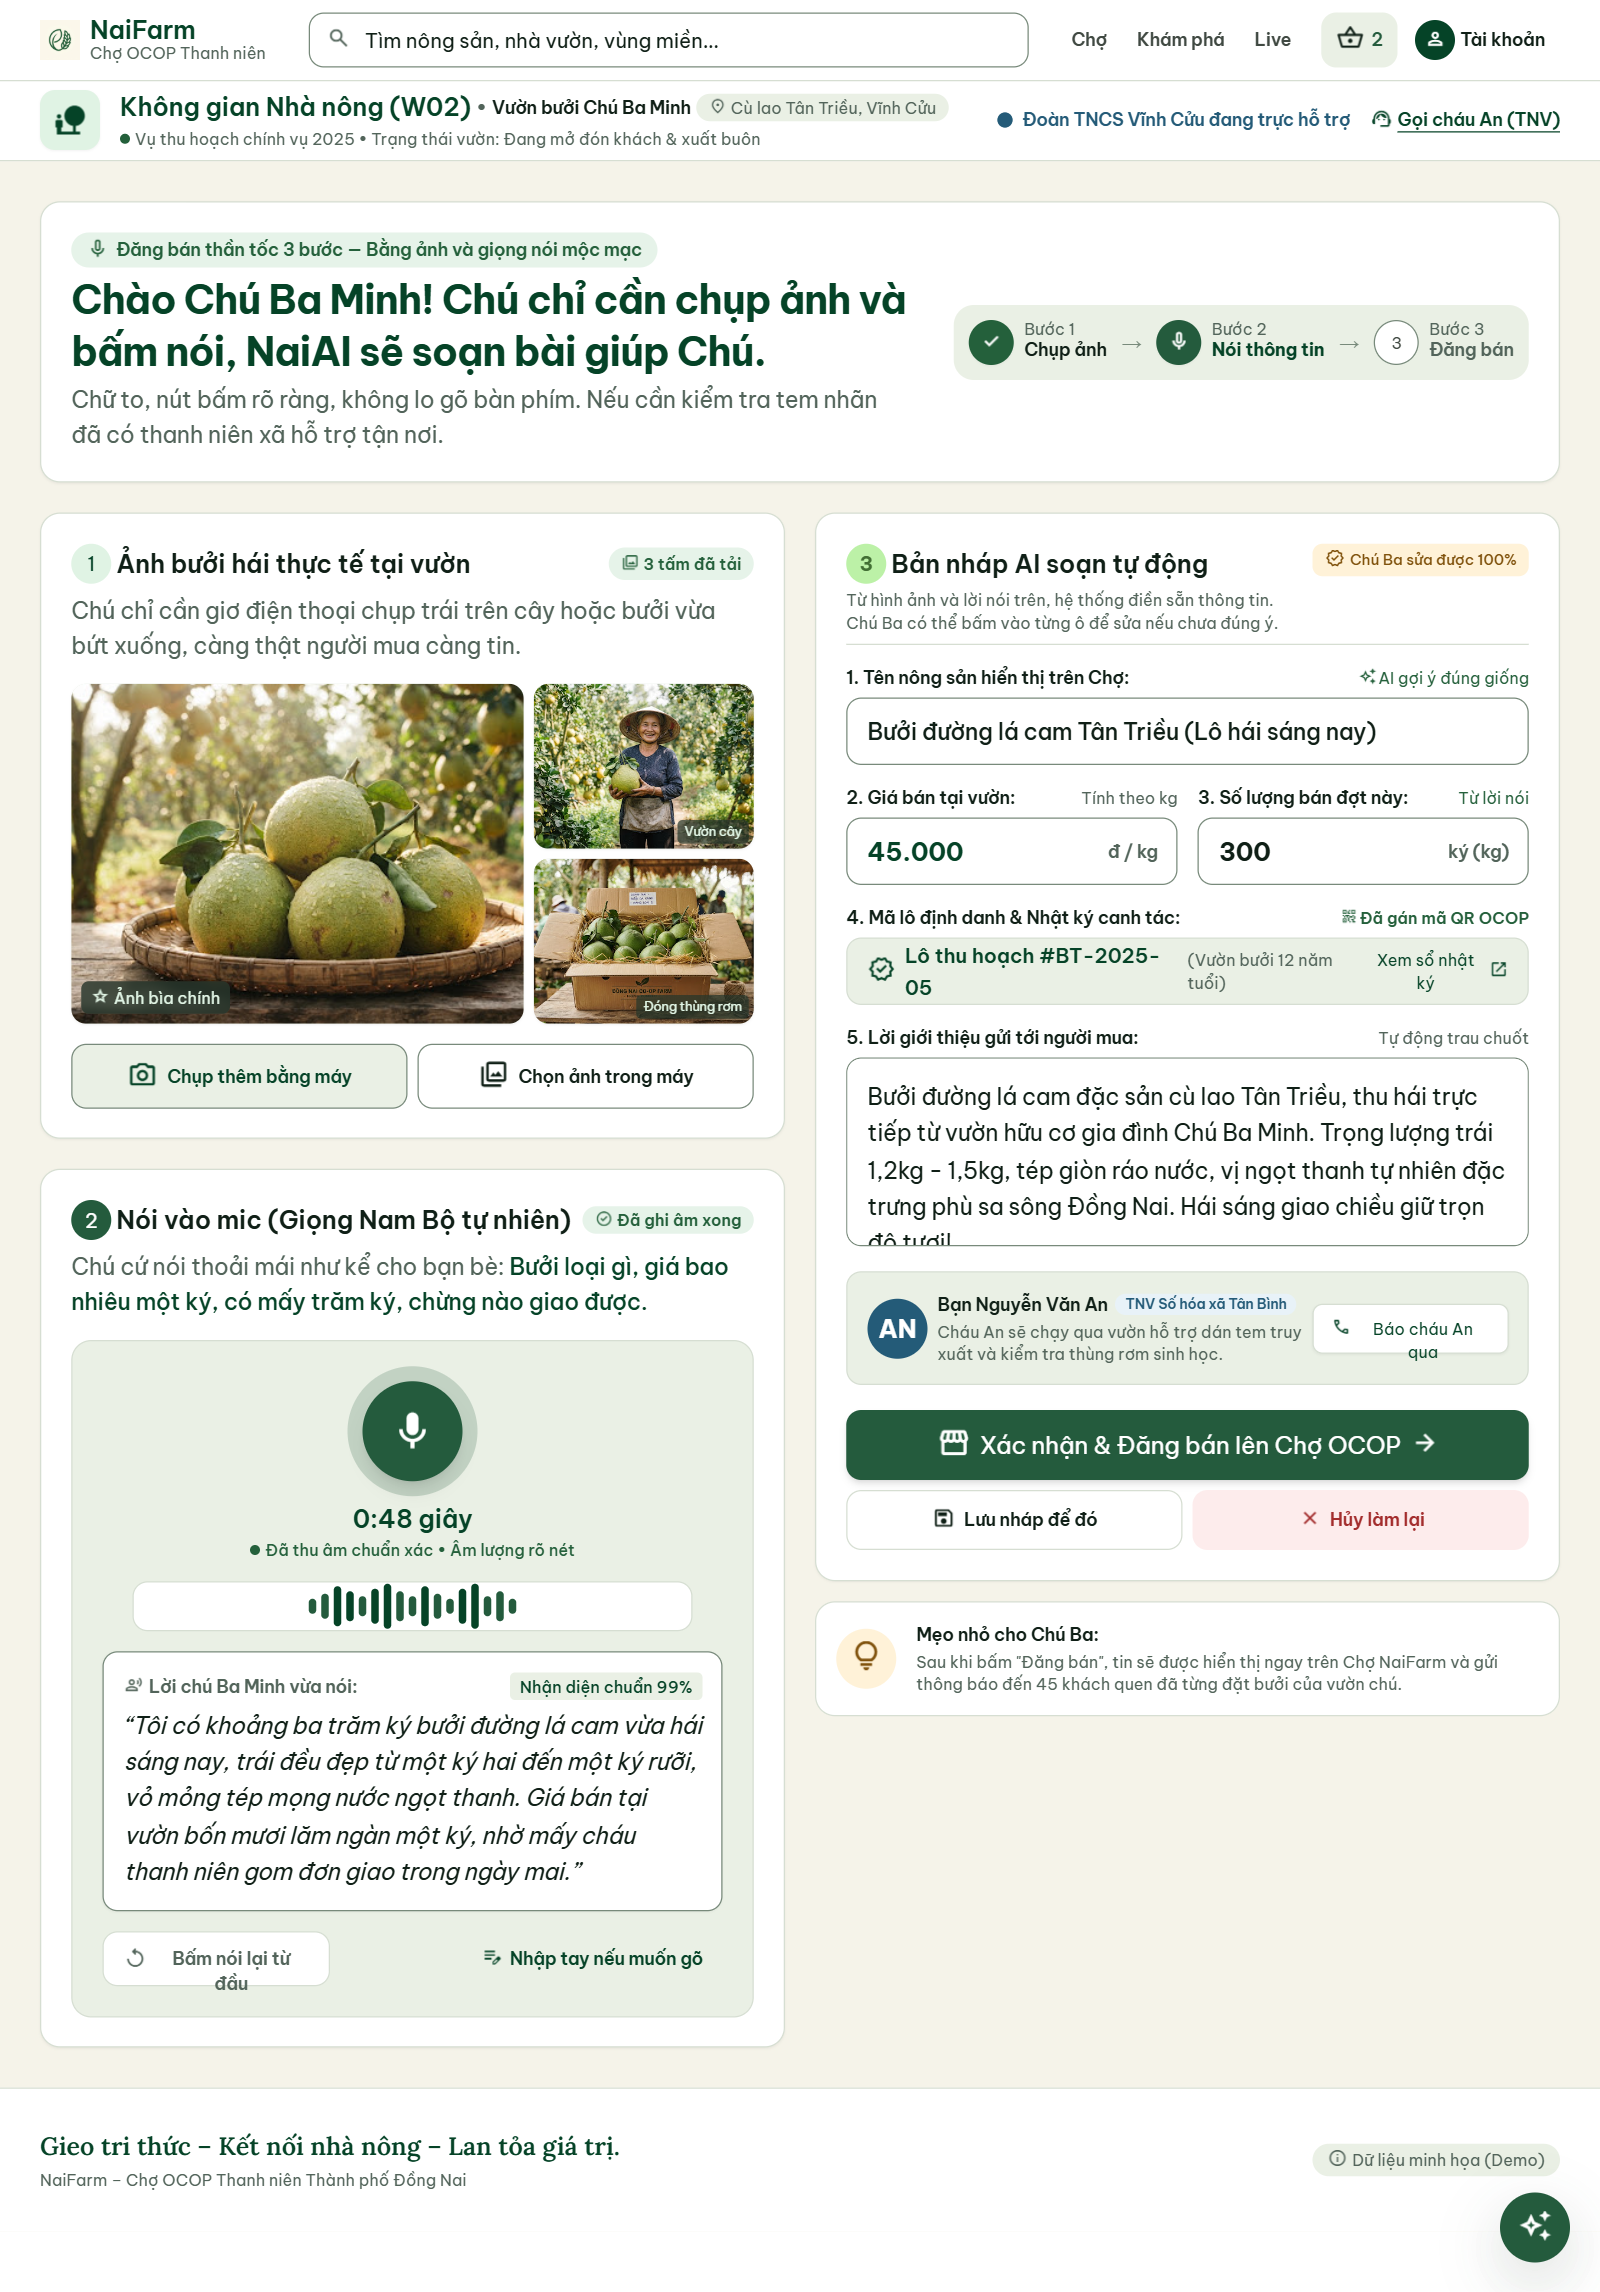 NaiFarm
Chợ OCOP Thanh niên
Tìm nông sản, nhà vườn, vùng miền...
Chợ
Khám phá
Live
2
Tài khoản
Không gian Nhà nông (W02) • Vườn bưởi Chú Ba Minh
Cù lao Tân Triều, Vĩnh Cửu
Vụ thu hoạch chính vụ 2025 • Trạng thái vườn: Đang mở đón khách & xuất buôn
Đoàn TNCS Vĩnh Cửu đang trực hỗ trợ
Gọi cháu An (TNV)
Đăng bán thần tốc 3 bước — Bằng ảnh và giọng nói mộc mạc
Chào Chú Ba Minh! Chú chỉ cần chụp ảnh và
bấm nói, NaiAI sẽ soạn bài giúp Chú.
Chữ to, nút bấm rõ ràng, không lo gõ bàn phím. Nếu cần kiểm tra tem nhãn
đã có thanh niên xã hỗ trợ tận nơi.
Bước 1
Chụp ảnh
→
Bước 2
Nói thông tin
→
3
Bước 3
Đăng bán
1
Ảnh bưởi hái thực tế tại vườn
3 tấm đã tải
Chú chỉ cần giơ điện thoại chụp trái trên cây hoặc bưởi vừa
bứt xuống, càng thật người mua càng tin.
Ảnh bìa chính
Vườn cây
Đóng thùng rơm
Chụp thêm bằng máy
Chọn ảnh trong máy
2
Nói vào mic (Giọng Nam Bộ tự nhiên)
Đã ghi âm xong
Chú cứ nói thoải mái như kể cho bạn bè: Bưởi loại gì, giá bao
nhiêu một ký, có mấy trăm ký, chừng nào giao được.
0:48 giây
Đã thu âm chuẩn xác • Âm lượng rõ nét
Lời chú Ba Minh vừa nói:
Nhận diện chuẩn 99%
“Tôi có khoảng ba trăm ký bưởi đường lá cam vừa hái
sáng nay, trái đều đẹp từ một ký hai đến một ký rưỡi,
vỏ mỏng tép mọng nước ngọt thanh. Giá bán tại
vườn bốn mươi lăm ngàn một ký, nhờ mấy cháu
thanh niên gom đơn giao trong ngày mai.”
Bấm nói lại từ
đầu
Nhập tay nếu muốn gõ
3
Bản nháp AI soạn tự động
Chú Ba sửa được 100%
Từ hình ảnh và lời nói trên, hệ thống điền sẵn thông tin.
Chú Ba có thể bấm vào từng ô để sửa nếu chưa đúng ý.
1. Tên nông sản hiển thị trên Chợ:
AI gợi ý đúng giống
Bưởi đường lá cam Tân Triều (Lô hái sáng nay)
2. Giá bán tại vườn:
Tính theo kg
45.000
đ / kg
3. Số lượng bán đợt này:
Từ lời nói
300
ký (kg)
4. Mã lô định danh & Nhật ký canh tác:
Đã gán mã QR OCOP
Lô thu hoạch #BT-2025-
05
(Vườn bưởi 12 năm
tuổi)
Xem sổ nhật
ký
5. Lời giới thiệu gửi tới người mua:
Tự động trau chuốt
Bưởi đường lá cam đặc sản cù lao Tân Triều, thu hái trực
tiếp từ vườn hữu cơ gia đình Chú Ba Minh. Trọng lượng trái
1,2kg - 1,5kg, tép giòn ráo nước, vị ngọt thanh tự nhiên đặc
trưng phù sa sông Đồng Nai. Hái sáng giao chiều giữ trọn
độ tươi!
AN
Bạn Nguyễn Văn An
TNV Số hóa xã Tân Bình
Cháu An sẽ chạy qua vườn hỗ trợ dán tem truy
xuất và kiểm tra thùng rơm sinh học.
Báo cháu An
qua
Xác nhận & Đăng bán lên Chợ OCOP →
Lưu nháp để đó
Hủy làm lại
Mẹo nhỏ cho Chú Ba:
Sau khi bấm "Đăng bán", tin sẽ được hiển thị ngay trên Chợ NaiFarm và gửi
thông báo đến 45 khách quen đã từng đặt bưởi của vườn chú.
Gieo tri thức – Kết nối nhà nông – Lan tỏa giá trị.
NaiFarm – Chợ OCOP Thanh niên Thành phố Đồng Nai
Dữ liệu minh họa (Demo)